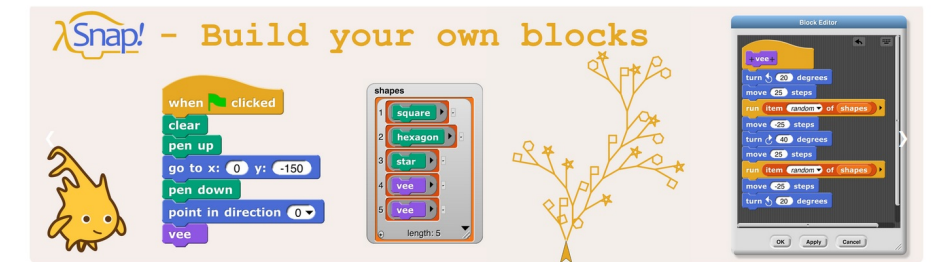 λSnap! – Build your own blocks
when clicked
clear
pen up
go to x: 0 y: -150
pen down
point in direction 0
vee
shapes
1 square
2 hexagon
3 star
4 vee
5 vee
length: 5
Block Editor
+vee+
turn 20 degrees
move 25 steps
run item random of shapes
move -25 steps
turn 40 degrees
move 25 steps
run item random of shapes
move -25 steps
turn 20 degrees
OK Apply Cancel